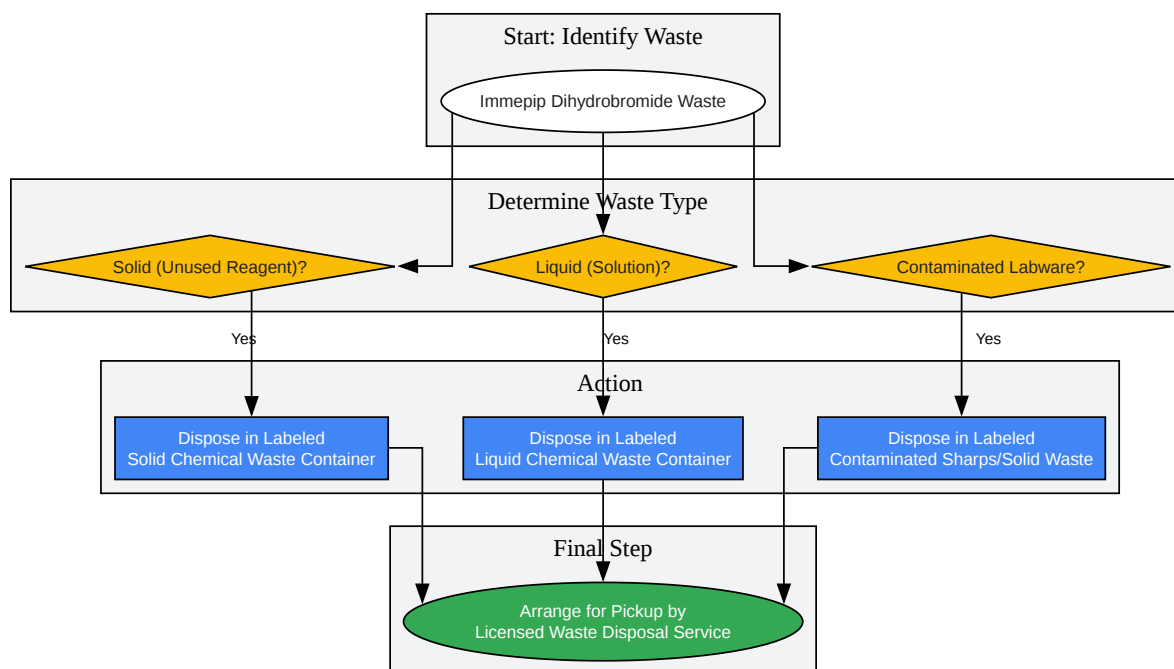 Start: Identify Waste
Immepip Dihydrobromide Waste
Determine Waste Type
Solid (Unused Reagent)?
Liquid (Solution)?
Contaminated Labware?
Yes
Yes
Yes
Action
Dispose in Labeled
Solid Chemical Waste Container
Dispose in Labeled
Liquid Chemical Waste Container
Dispose in Labeled
Contaminated Sharps/Solid Waste
Final Step
Arrange for Pickup by
Licensed Waste Disposal Service